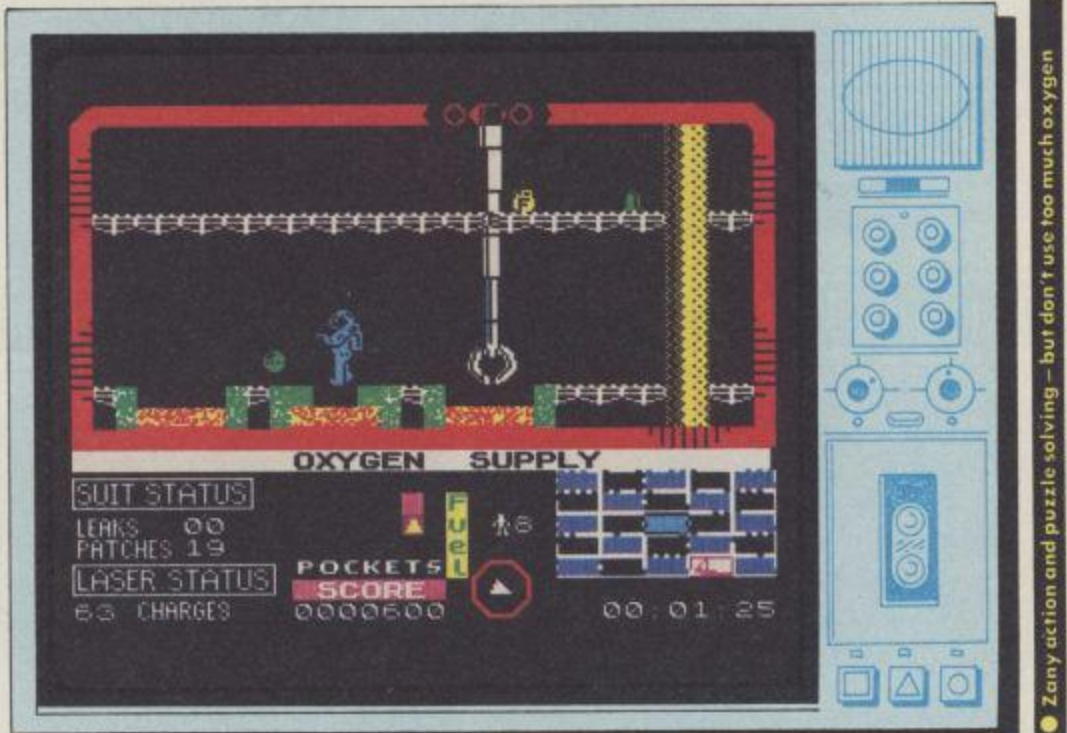 F
OXYGEN SUPPLY
SUIT STATUS
LEAKS 00
PATCHES 19
LASER STATUS
63 CHARGES
POCKETS
SCORE
0000600
Fuel
8
00:01:25
Zany action and puzzle solving – but don't use too much oxygen